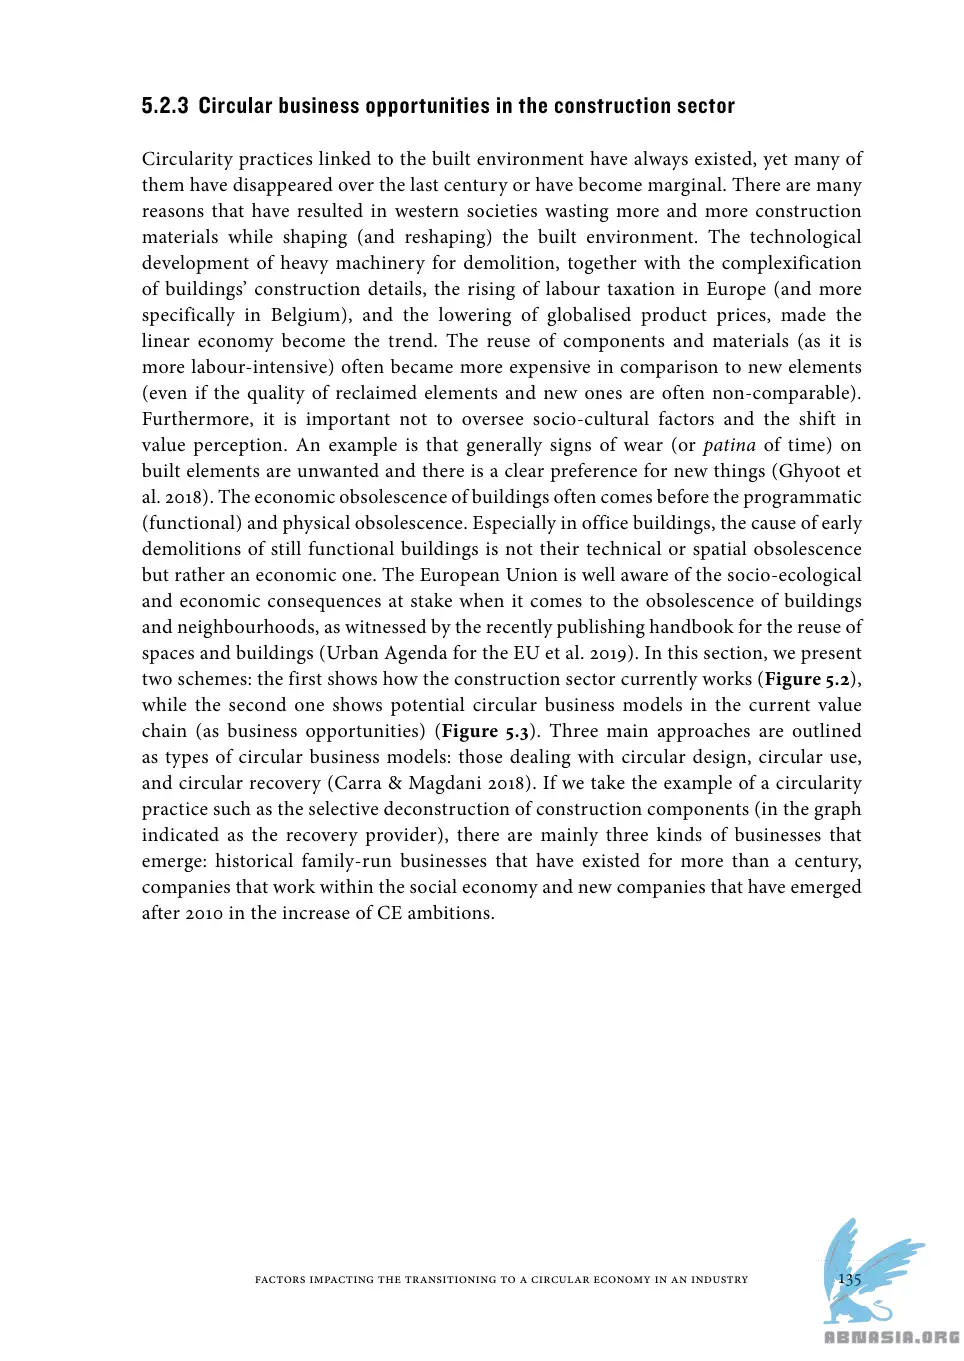 5.2.3 Circular business opportunities in the construction sector
Circularity practices linked to the built environment have always existed, yet many of
them have disappeared over the last century or have become marginal. There are many
reasons that have resulted in western societies wasting more and more construction
materials while shaping (and reshaping) the built environment. The technological
development of heavy machinery for demolition, together with the complexification
of buildings’ construction details, the rising of labour taxation in Europe (and more
specifically in Belgium), and the lowering of globalised product prices, made the
linear economy become the trend. The reuse of components and materials (as it is
more labour-intensive) often became more expensive in comparison to new elements
(even if the quality of reclaimed elements and new ones are often non-comparable).
Furthermore, it is important not to oversee socio-cultural factors and the shift in
value perception. An example is that generally signs of wear (or patina of time) on
built elements are unwanted and there is a clear preference for new things (Ghyoot et
al. 2018). The economic obsolescence of buildings often comes before the programmatic
(functional) and physical obsolescence. Especially in office buildings, the cause of early
demolitions of still functional buildings is not their technical or spatial obsolescence
but rather an economic one. The European Union is well aware of the socio-ecological
and economic consequences at stake when it comes to the obsolescence of buildings
and neighbourhoods, as witnessed by the recently publishing handbook for the reuse of
spaces and buildings (Urban Agenda for the EU et al. 2019). In this section, we present
two schemes: the first shows how the construction sector currently works (Figure 5.2),
while the second one shows potential circular business models in the current value
chain (as business opportunities) (Figure 5.3). Three main approaches are outlined
as types of circular business models: those dealing with circular design, circular use,
and circular recovery (Carra & Magdani 2018). If we take the example of a circularity
practice such as the selective deconstruction of construction components (in the graph
indicated as the recovery provider), there are mainly three kinds of businesses that
emerge: historical family-run businesses that have existed for more than a century,
companies that work within the social economy and new companies that have emerged
after 2010 in the increase of CE ambitions.
FACTORS IMPACTING THE TRANSITIONING TO A CIRCULAR ECONOMY IN AN INDUSTRY 135
ABNASIA.ORG